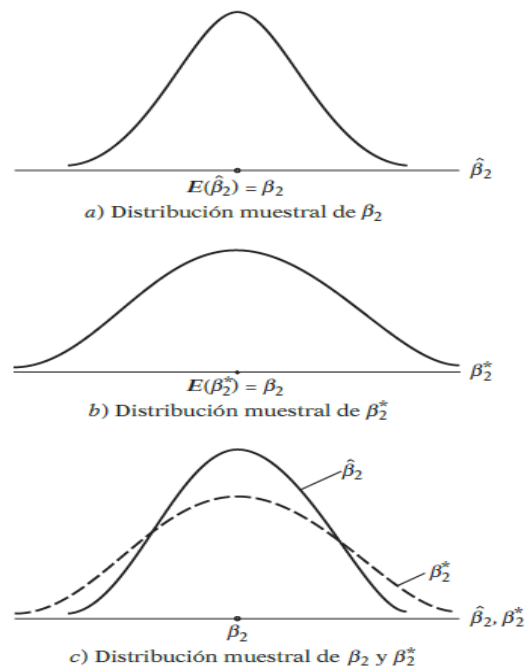 β̂₂
E(β̂₂) = β₂
a) Distribución muestral de β₂
β₂*
E(β₂*) = β₂
b) Distribución muestral de β₂*
β̂₂
β₂*
β̂₂, β₂*
β₂
c) Distribución muestral de β₂ y β₂*